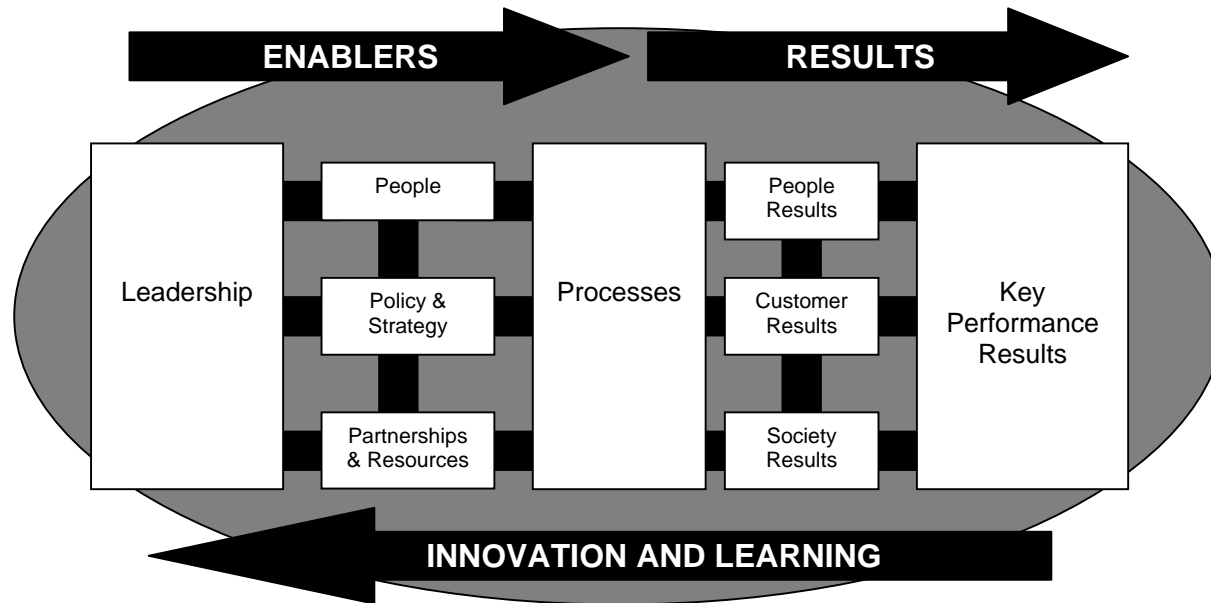 ENABLERS
RESULTS
Leadership
People
Policy &
Strategy
Partnerships
& Resources
Processes
People
Results
Customer
Results
Society
Results
Key
Performance
Results
INNOVATION AND LEARNING